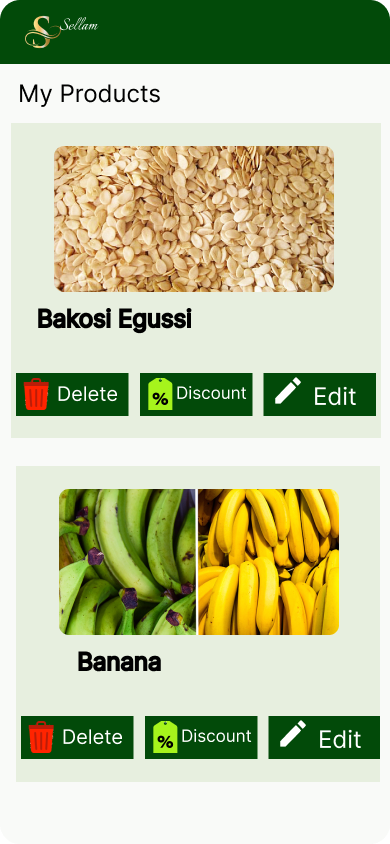 Sellam
My Products
Bakosi Egussi
Delete
% Discount
Edit
Banana
Delete
% Discount
Edit